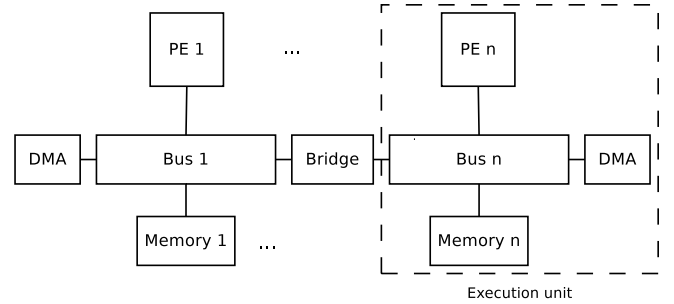 PE 1
...
PE n
DMA
Bus 1
Bridge
Bus n
DMA
Memory 1
...
Memory n
Execution unit